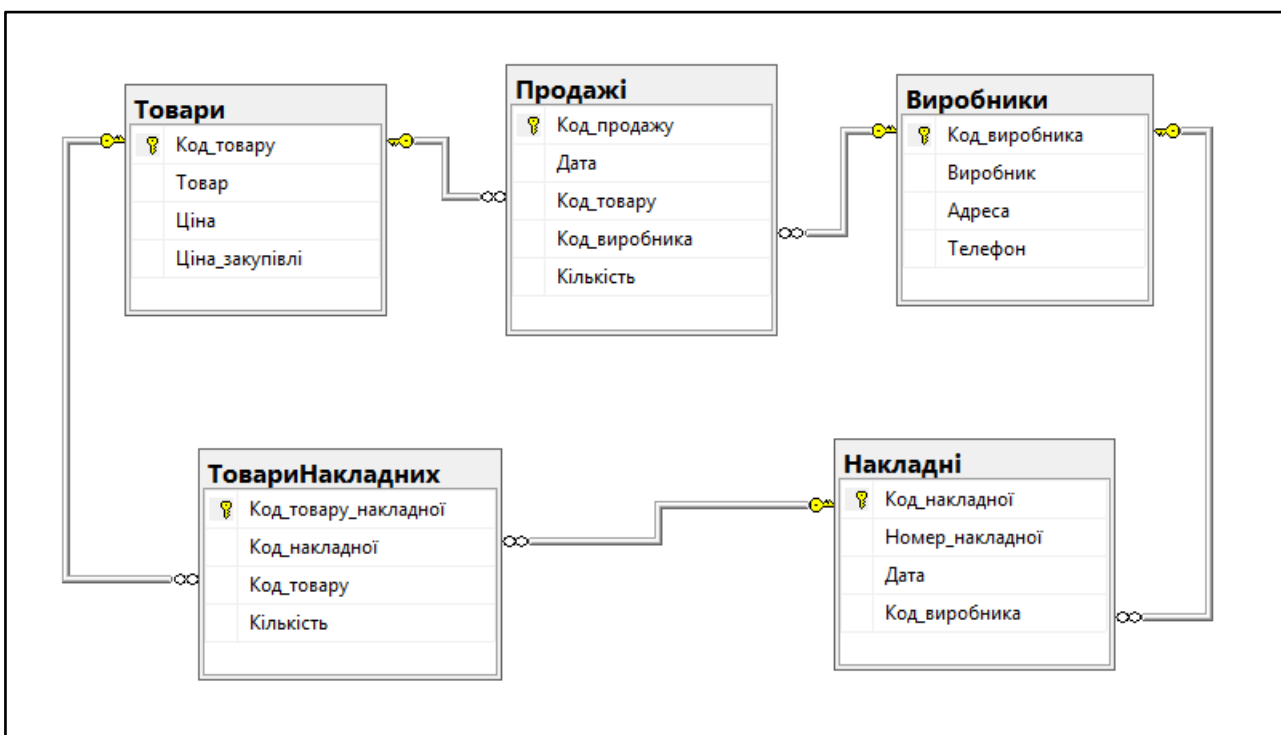 Товари
Код_товару
Товар
Ціна
Ціна_закупівлі
Продажі
Код_продажу
Дата
Код_товару
Код_виробника
Кількість
Виробники
Код_виробника
Виробник
Адреса
Телефон
ТовариНакладних
Код_товару_накладної
Код_накладної
Код_товару
Кількість
Накладні
Код_накладної
Номер_накладної
Дата
Код_виробника